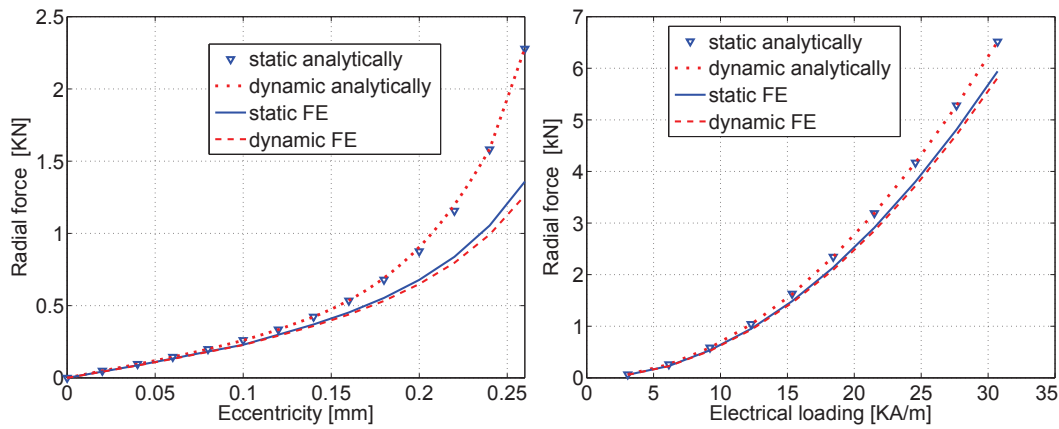 2.5
2
1.5
1
0.5
0
0
0.05
0.1
0.15
0.2
0.25
Radial force [KN]
Eccentricity [mm]
static analytically
dynamic analytically
static FE
dynamic FE
7
6
5
4
3
2
1
0
0
5
10
15
20
25
30
35
Radial force [kN]
Electrical loading [KA/m]
static analytically
dynamic analytically
static FE
dynamic FE